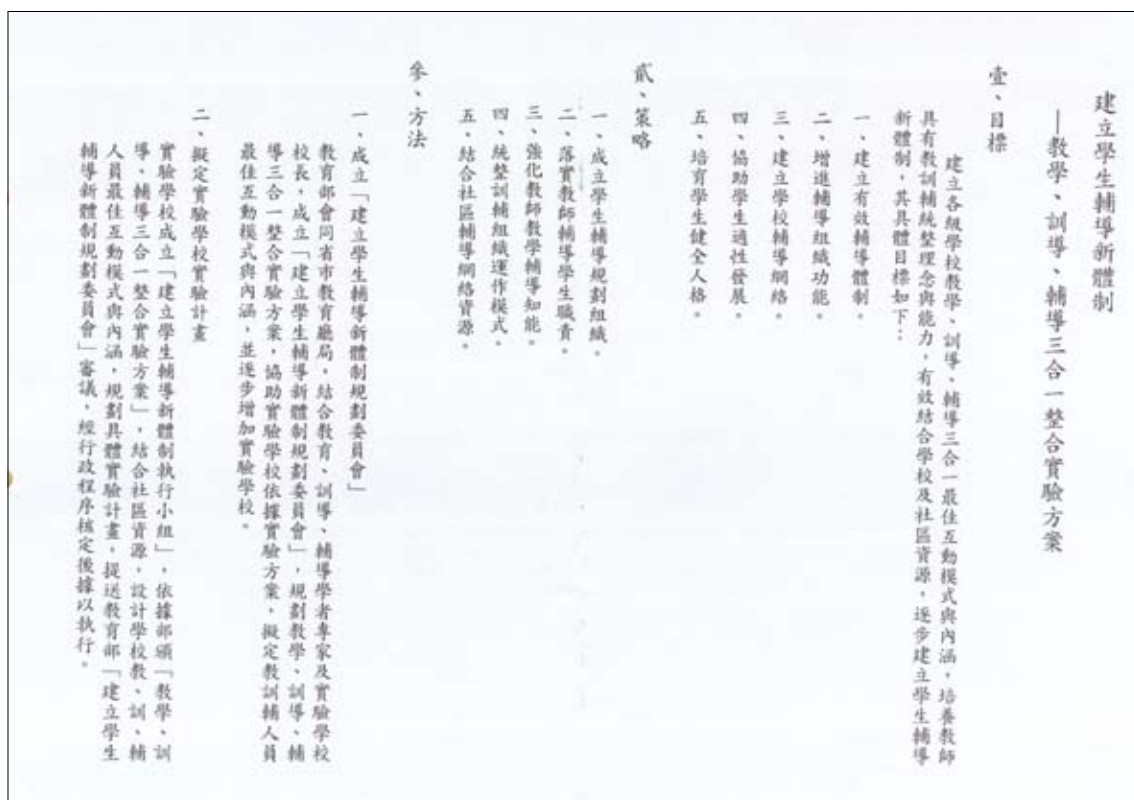 建立學生輔導新體制
—教學、訓導、輔導三合一整合實驗方案
壹、目標
建立各級學校教學、訓導、輔導三合一最佳互動模式與內涵，培養教師
具有教訓輔統整理念與能力，有效結合學校及社區資源，逐步建立學生輔導
新體制，其具體目標如下：
一、建立有效輔導體制。
二、增進輔導組織功能。
三、建立學校輔導網絡。
四、協助學生適性發展。
五、培育學生健全人格。
貳、策略
一、成立學生輔導規劃組織。
二、落實教師輔導學生職責。
三、強化教師教學輔導知能。
四、統整訓輔組織運作模式。
五、結合社區輔導網絡資源。
參、方法
一、成立「建立學生輔導新體制規劃委員會」
教育部會同省市教育廳局，結合教育、訓導、輔導學者專家及實驗學校
校長，成立「建立學生輔導新體制規劃委員會」，規劃教學、訓導、輔
導三合一整合實驗方案，協助實驗學校依據實驗方案，擬定教訓輔人員
最佳互動模式與內涵，並逐步增加實驗學校。
二、擬定實驗學校實驗計畫
實驗學校成立「建立學生輔導新體制執行小組」，依據部頒「教學、訓
導、輔導三合一整合實驗方案」，結合社區資源，設計學校教、訓、輔
人員最佳互動模式與內涵，規劃具體實驗計畫，提送教育部「建立學生
輔導新體制規劃委員會」審議，經行政程序核定後據以執行。